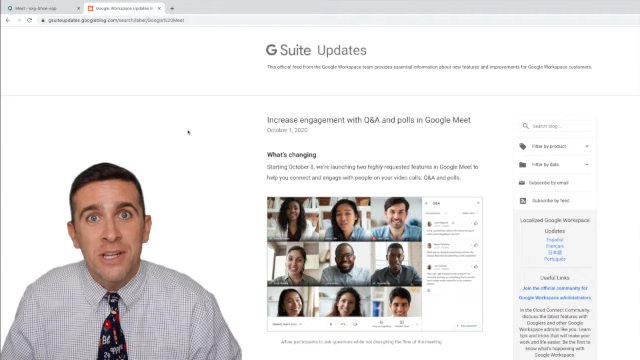 Meet - sxg-bhsw-vqp
Google Workspace Updates: In
gsuiteupdates.googleblog.com/search/label/Google%20Meet
G Suite Updates
This official feed from the Google Workspace team provides essential information about new features and improvements for Google Workspace customers.
Increase engagement with Q&A and polls in Google Meet
October 1, 2020
What's changing
Starting October 6, we're launching two highly-requested features in Google Meet to
help you connect and engage with people on your video calls: Q&A and polls.
Q&A
Allow participants to ask questions while not disrupting the flow of the meeting
Search blog ...
Filter by product
Filter by date
Subscribe by email
Subscribe by feed
Localized Google Workspace
Updates
Español
Français
日本語
Português
Useful Links
Join the official community for
Google Workspace administrators
In the Cloud Connect Community,
discuss the latest features with
Googlers and other Google
Workspace admins like you. Learn
tips and tricks that will make your
work and life easier. Be the first to
know what's happening with
Google Workspace.